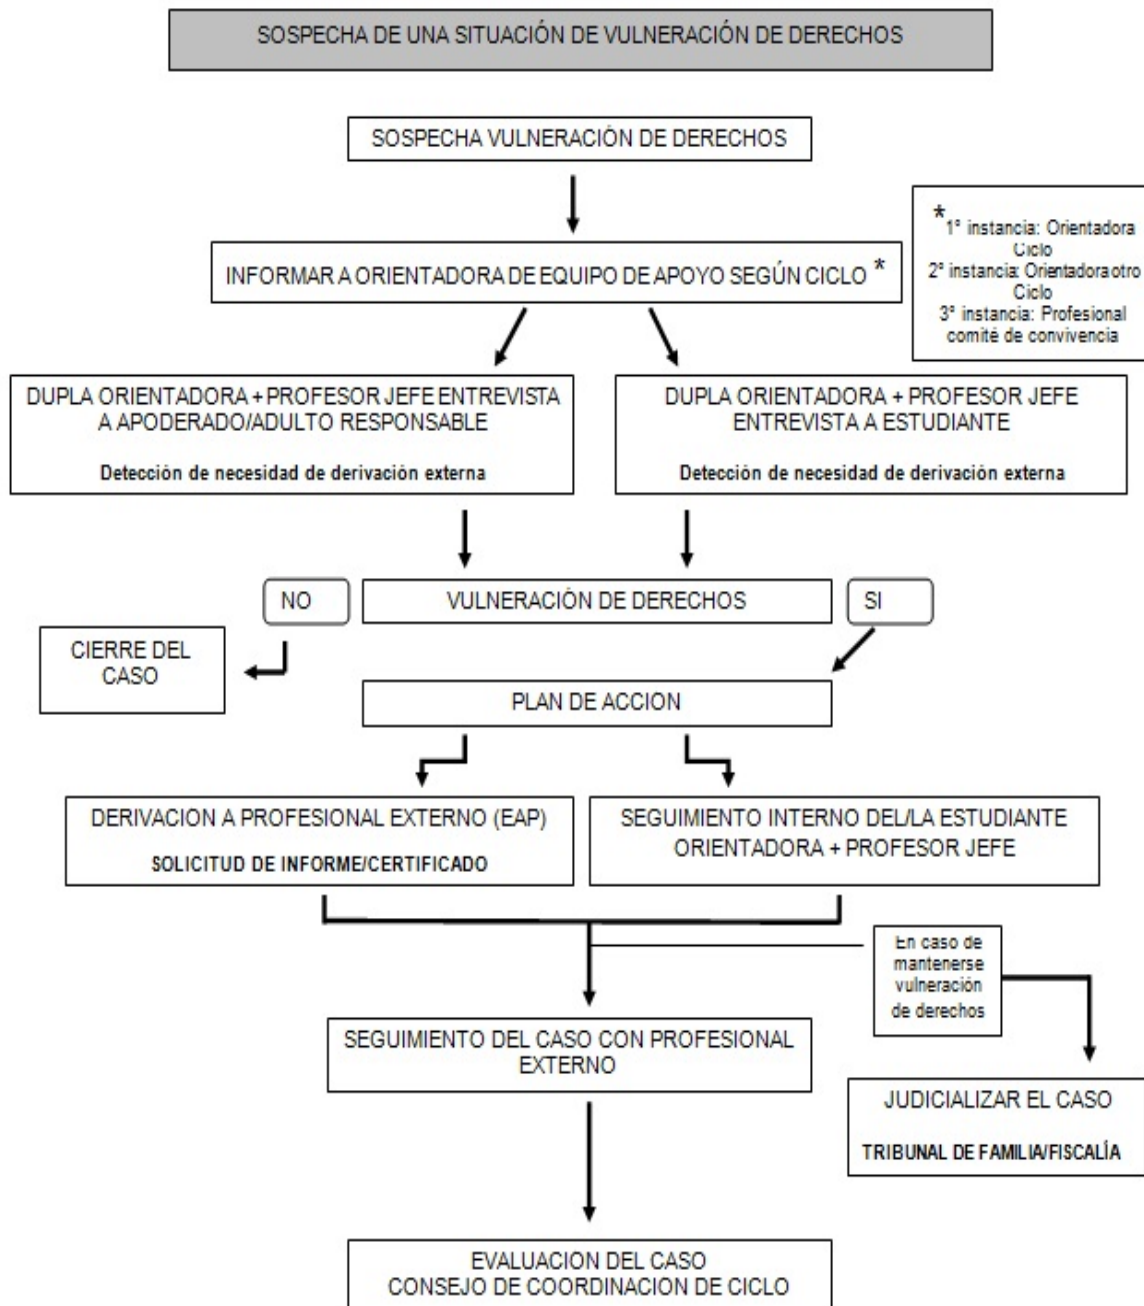 SOSPECHA DE UNA SITUACIÓN DE VULNERACIÓN DE DERECHOS
SOSPECHA VULNERACIÓN DE DERECHOS
INFORMAR A ORIENTADORA DE EQUIPO DE APOYO SEGÚN CICLO *
*1° instancia: Orientadora
Ciclo
2° instancia: Orientadora otro
Ciclo
3° instancia: Profesional
comité de convivencia
DUPLA ORIENTADORA + PROFESOR JEFE ENTREVISTA
A APODERADO/ADULTO RESPONSABLE
Detección de necesidad de derivación externa
DUPLA ORIENTADORA + PROFESOR JEFE
ENTREVISTA A ESTUDIANTE
Detección de necesidad de derivación externa
NO
VULNERACIÓN DE DERECHOS
SI
CIERRE DEL
CASO
PLAN DE ACCION
DERIVACION A PROFESIONAL EXTERNO (EAP)
SOLICITUD DE INFORME/CERTIFICADO
SEGUIMIENTO INTERNO DEL/LA ESTUDIANTE
ORIENTADORA + PROFESOR JEFE
En caso de
mantenerse
vulneración
de derechos
SEGUIMIENTO DEL CASO CON PROFESIONAL
EXTERNO
JUDICIALIZAR EL CASO
TRIBUNAL DE FAMILIA/FISCALÍA
EVALUACION DEL CASO
CONSEJO DE COORDINACION DE CICLO